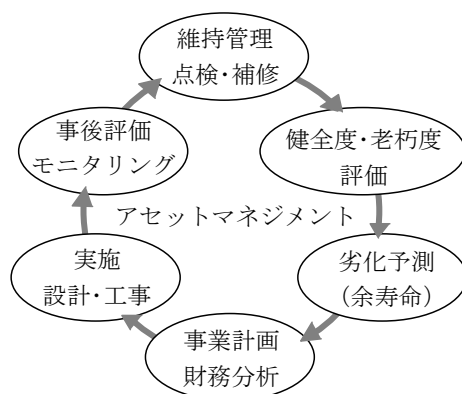 維持管理
点検・補修
健全度・老朽度
評価
劣化予測
（余寿命）
事業計画
財務分析
実施
設計・工事
事後評価
モニタリング
アセットマネジメント